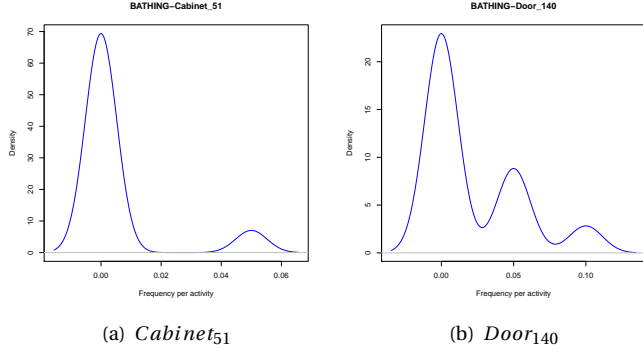 BATHING-Cabinet_51
Density
0 10 20 30 40 50 60 70
0.00 0.02 0.04 0.06
Frequency per activity
(a) Cabinet51
BATHING-Door_140
Density
0 5 10 15 20
0.00 0.05 0.10
Frequency per activity
(b) Door140